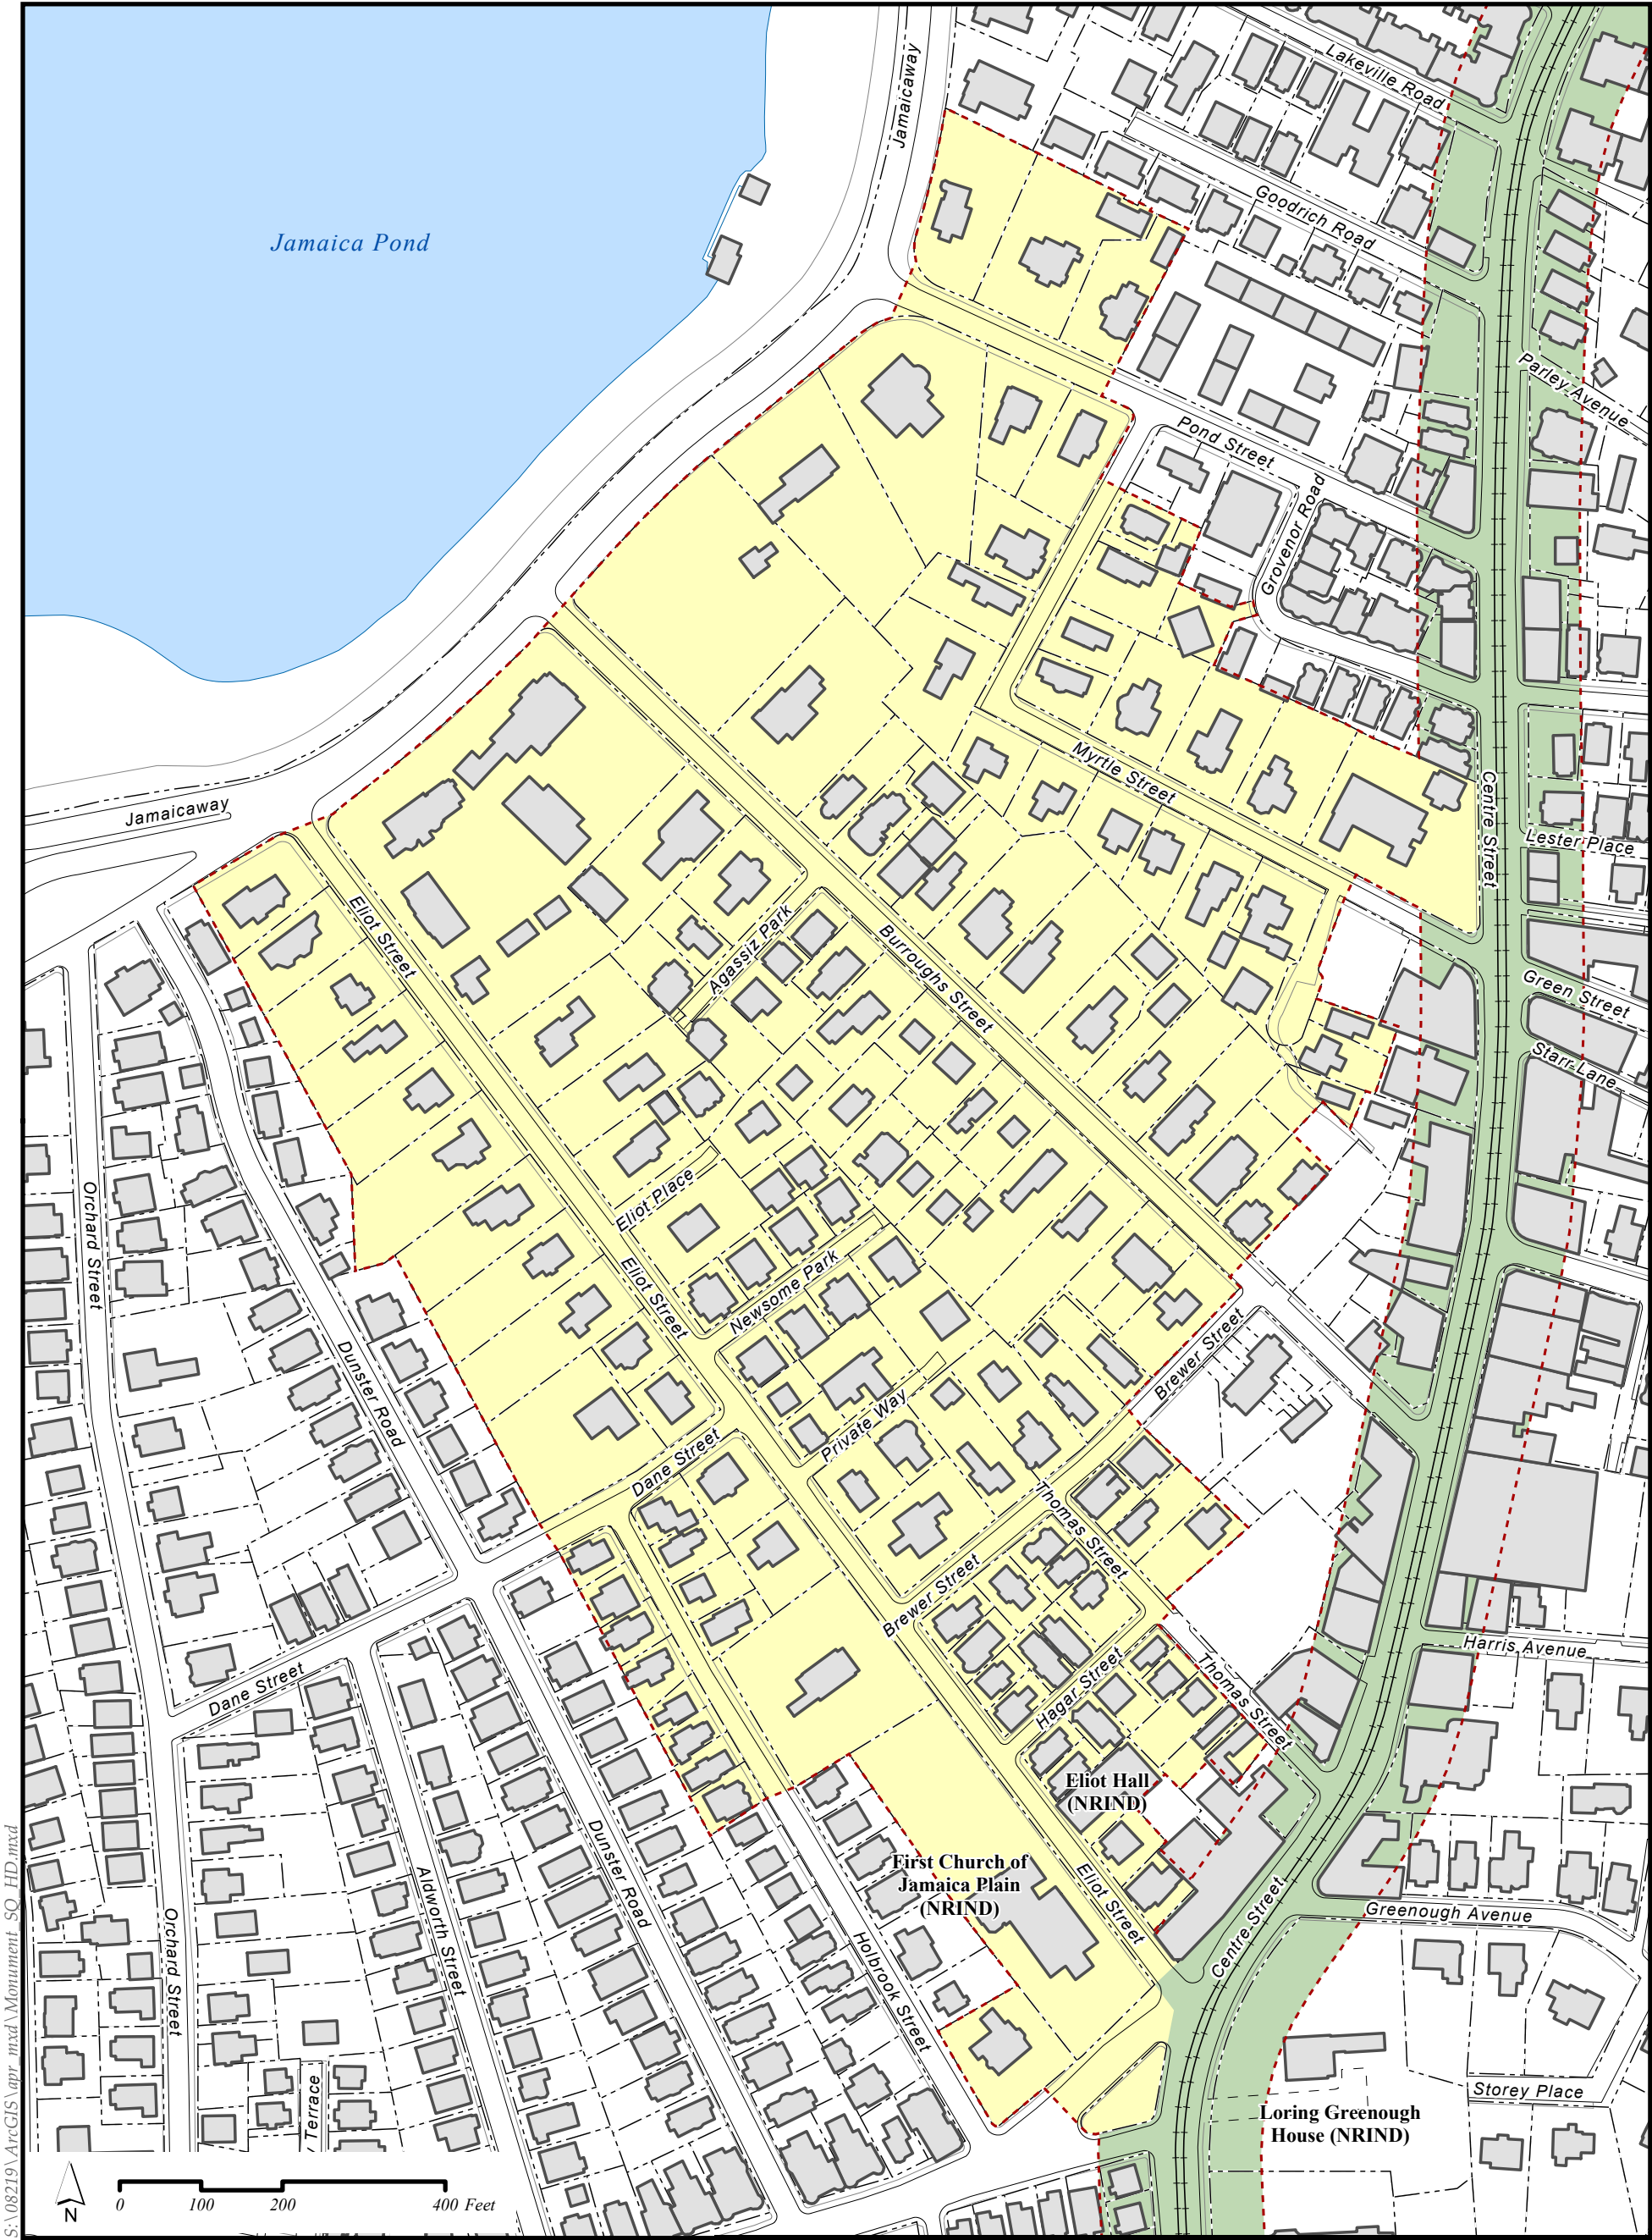 Jamaicaway
Lakeville Road
Goodrich Road
Jamaica Pond
Parley Avenue
Pond Street
Grovenor Road
Myrtle Street
Centre Street
Jamaicaway
Lester Place
Eliot Street
Agassiz Park
Burroughs Street
Green Street
Starr Lane
Orchard Street
Eliot Place
Eliot Street
Newsome Park
Dunster Road
Brewer Street
Private Way
Dane Street
Thomas Street
Brewer Street
Harris Avenue
Dane Street
Hagar Street
Thomas Street
Eliot Hall
(NRIND)
Dunster Road
First Church of
Jamaica Plain
(NRIND)
Eliot Street
Aldworth Street
Orchard Street
Greenough Avenue
Centre Street
Holbrook Street
Storey Place
y Terrace
Loring Greenough
House (NRIND)
N
0 100 200 400 Feet
S:\08219\ArcGIS\apr_mxd\Monument_SQ_HD.mxd